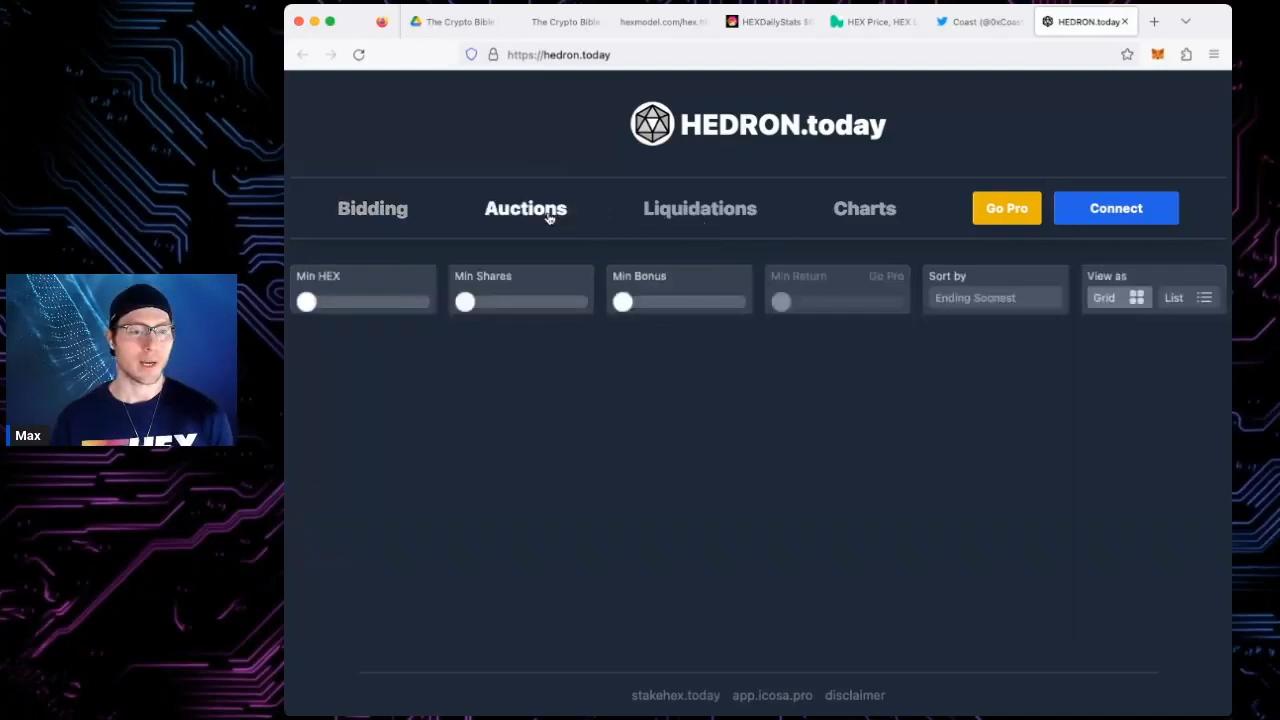 The Crypto Bible
The Crypto Bible
hexmodel.com/hex.h
HEXDailyStats
HEX Price, HEX L
Coast (@0xCoas
HEDRON.today
https://hedron.today
HEDRON.today
Bidding
Auctions
Liquidations
Charts
Go Pro
Connect
Min HEX
Min Shares
Min Bonus
Min Return
Go Pro
Sort by
View as
Ending Soonest
Grid
List
HEX
Max
stakehex.today
app.icosa.pro
disclaimer